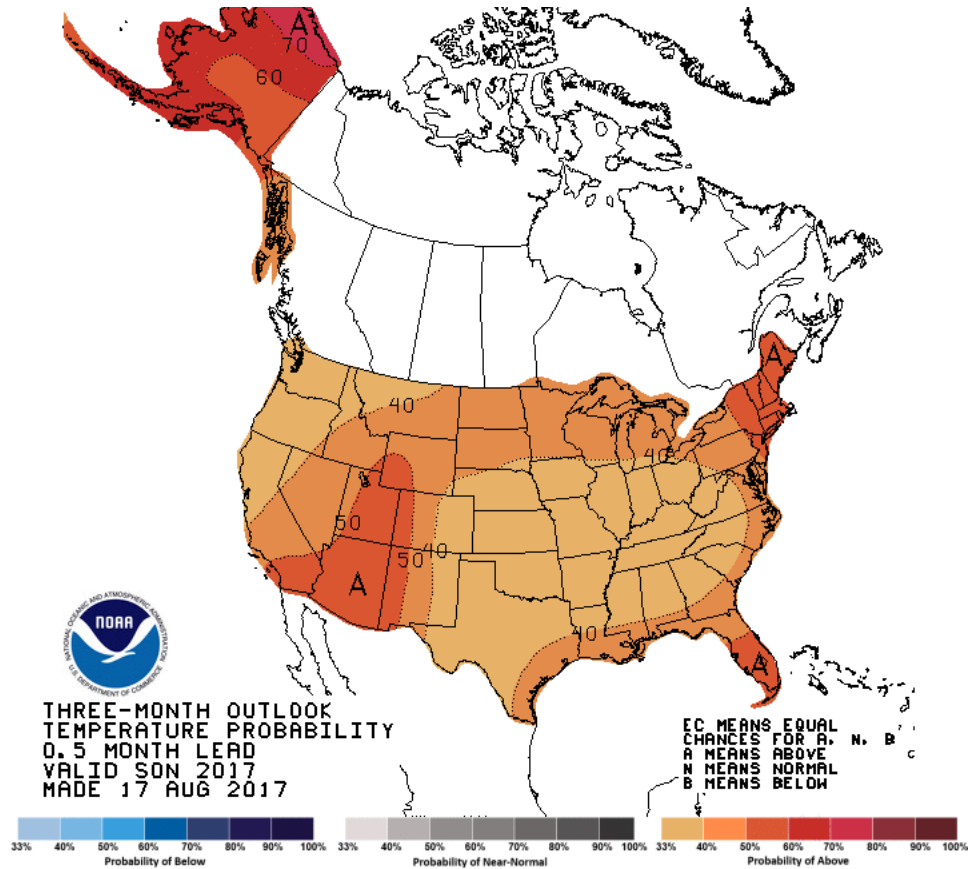 A
70
60
A
40
40
50
50
40
A
40
A
NATIONAL OCEANIC AND ATMOSPHERIC ADMINISTRATION
NOAA
U.S. DEPARTMENT OF COMMERCE
THREE-MONTH OUTLOOK
TEMPERATURE PROBABILITY
0.5 MONTH LEAD
VALID SON 2017
MADE 17 AUG 2017
EC MEANS EQUAL
CHANCES FOR A, N, B
A MEANS ABOVE
N MEANS NORMAL
B MEANS BELOW
33% 40% 50% 60% 70% 80% 90% 100%
Probability of Below
33% 40% 50% 60% 70% 80% 90% 100%
Probability of Near-Normal
33% 40% 50% 60% 70% 80% 90% 100%
Probability of Above